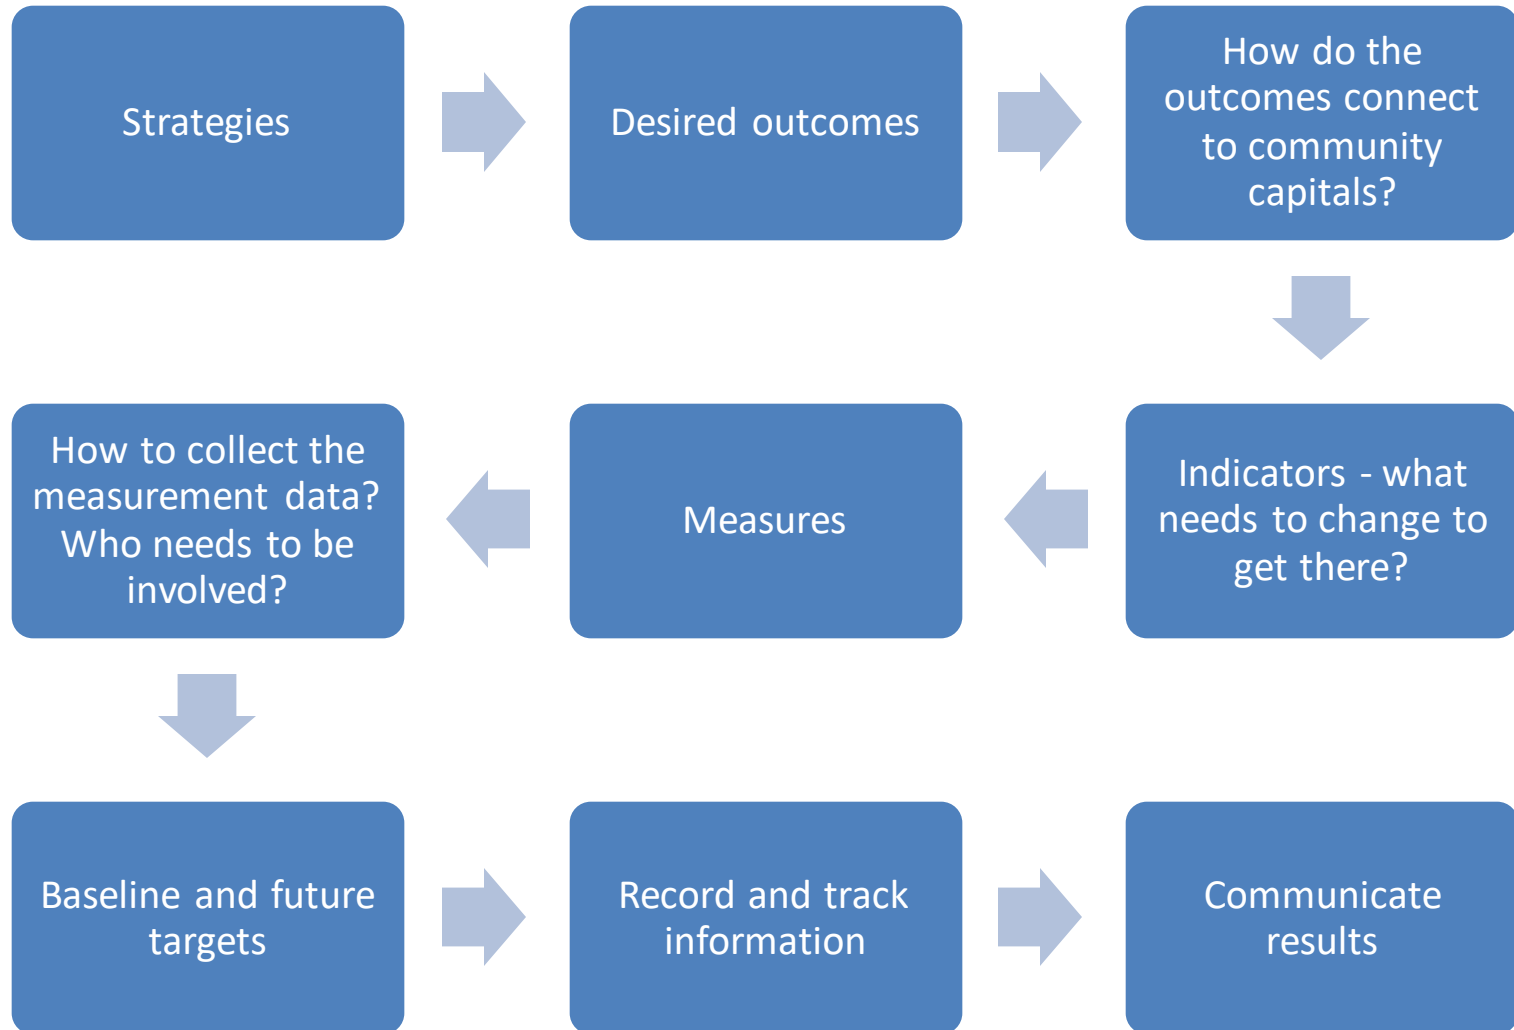 Strategies
Desired outcomes
How do the
outcomes connect
to community
capitals?
Indicators - what
needs to change to
get there?
Measures
How to collect the
measurement data?
Who needs to be
involved?
Baseline and future
targets
Record and track
information
Communicate
results